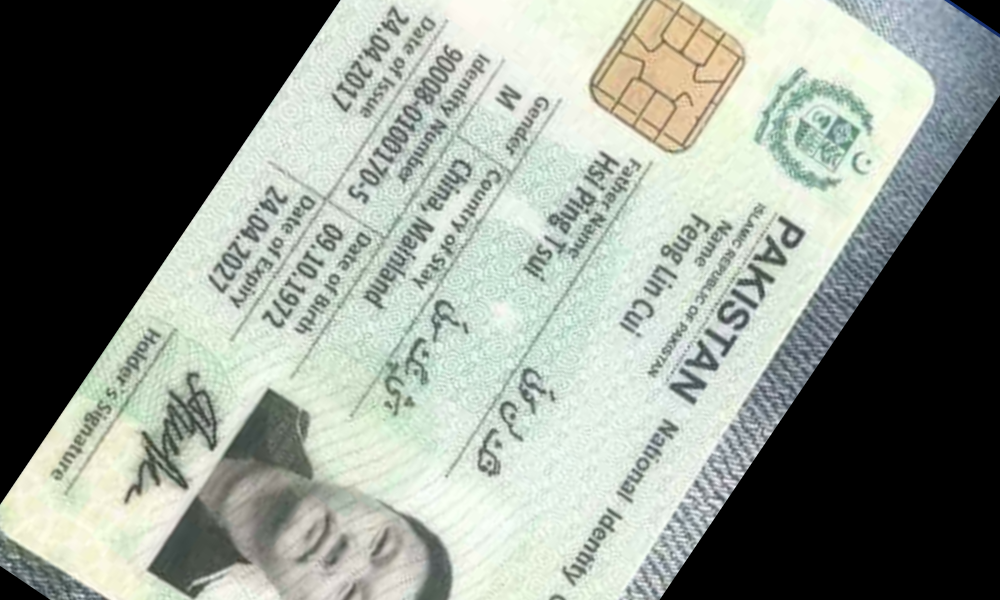 PAKISTAN National Identity
ISLAMIC REPUBLIC OF PAKISTAN
Name
Feng Lin Cui
Father Name
Hsi Ping Tsui
Gender
M
Country of Stay
China, Mainland
Identity Number
90008-0100170-5
Date of Birth
09.10.1972
Date of Issue
24.04.2017
Date of Expiry
24.04.2027
Holder's Signature